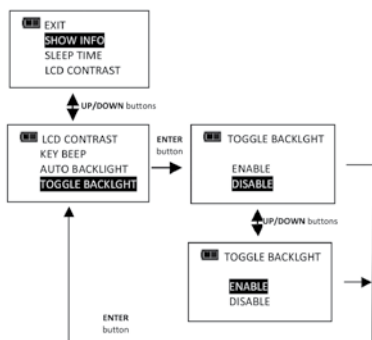 EXIT
SHOW INFO
SLEEP TIME
LCD CONTRAST
UP/DOWN buttons
LCD CONTRAST
KEY BEEP
AUTO BACKLIGHT
TOGGLE BACKLGHT
ENTER
button
TOGGLE BACKLGHT
ENABLE
DISABLE
UP/DOWN buttons
TOGGLE BACKLGHT
ENABLE
DISABLE
ENTER
button